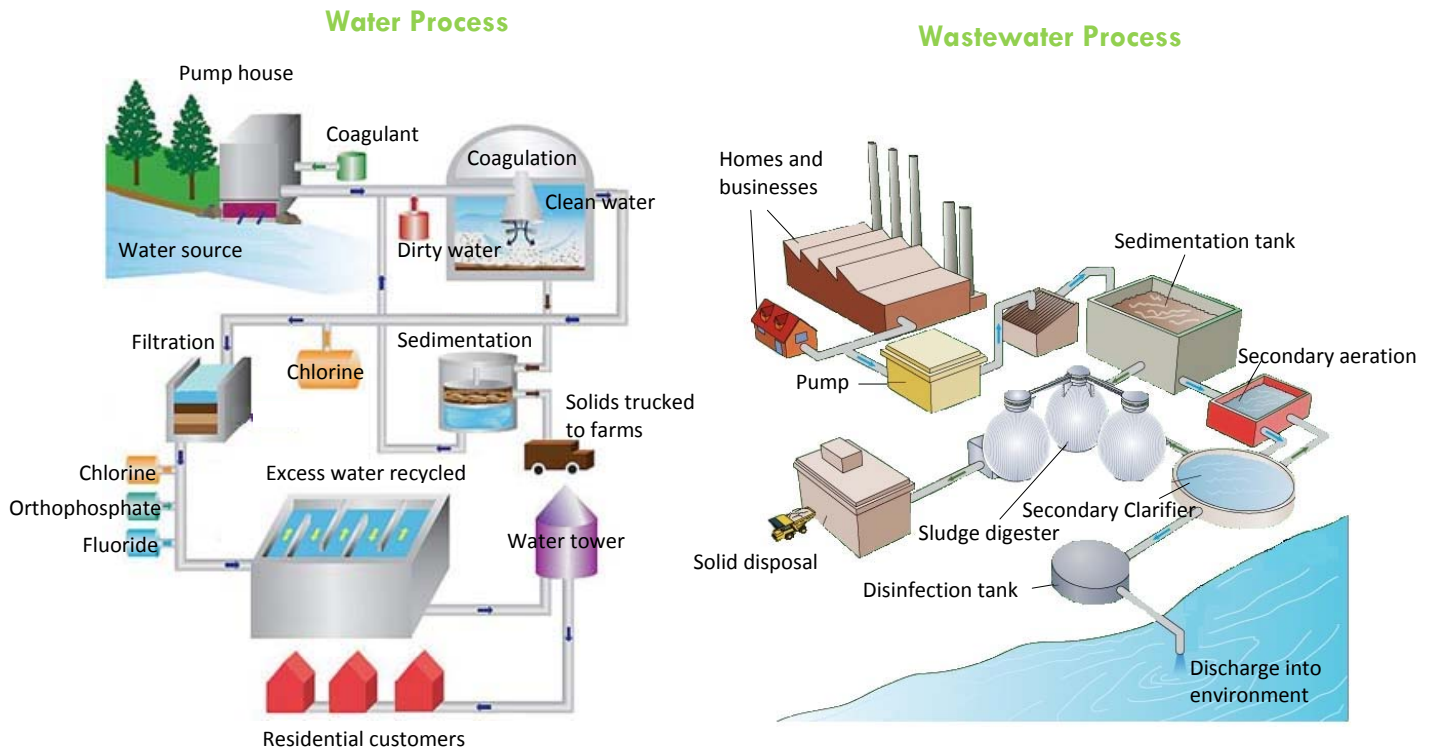 Water Process
Pump house
Coagulant
Coagulation
Clean water
Water source
Dirty water
Filtration
Chlorine
Sedimentation
Solids trucked
to farms
Chlorine
Orthophosphate
Fluoride
Excess water recycled
Water tower
Residential customers
Wastewater Process
Homes and
businesses
Sedimentation tank
Pump
Secondary aeration
Secondary Clarifier
Sludge digester
Solid disposal
Disinfection tank
Discharge into
environment